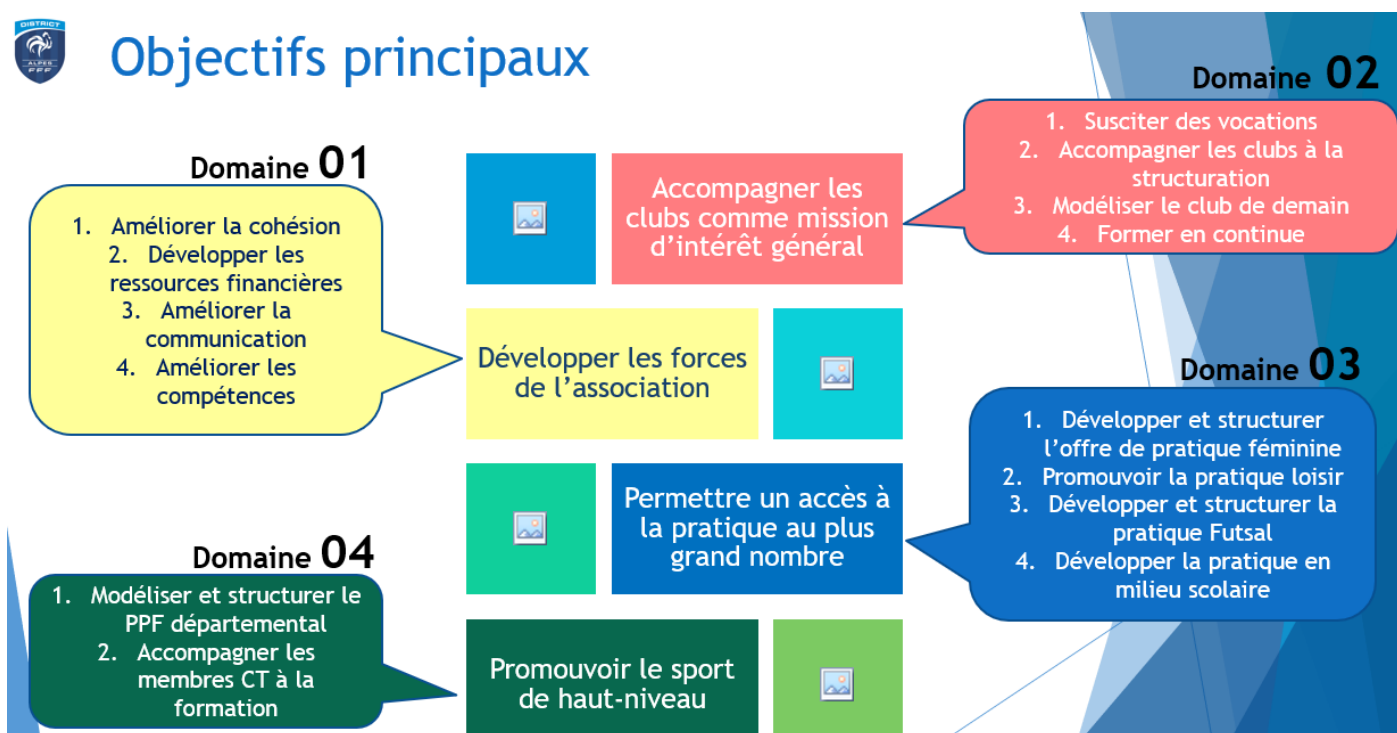 DISTRICT
ALPES
FFF
Objectifs principaux
Domaine 01
1. Améliorer la cohésion
2. Développer les
ressources financières
3. Améliorer la
communication
4. Améliorer les
compétences
Domaine 02
1. Susciter des vocations
2. Accompagner les clubs à la
structuration
3. Modéliser le club de demain
4. Former en continue
Accompagner les
clubs comme mission
d'intérêt général
Développer les forces
de l'association
Domaine 03
1. Développer et structurer
l'offre de pratique féminine
2. Promouvoir la pratique loisir
3. Développer et structurer la
pratique Futsal
4. Développer la pratique en
milieu scolaire
Permettre un accès à
la pratique au plus
grand nombre
Domaine 04
1. Modéliser et structurer le
PPF départemental
2. Accompagner les
membres CT à la
formation
Promouvoir le sport
de haut-niveau